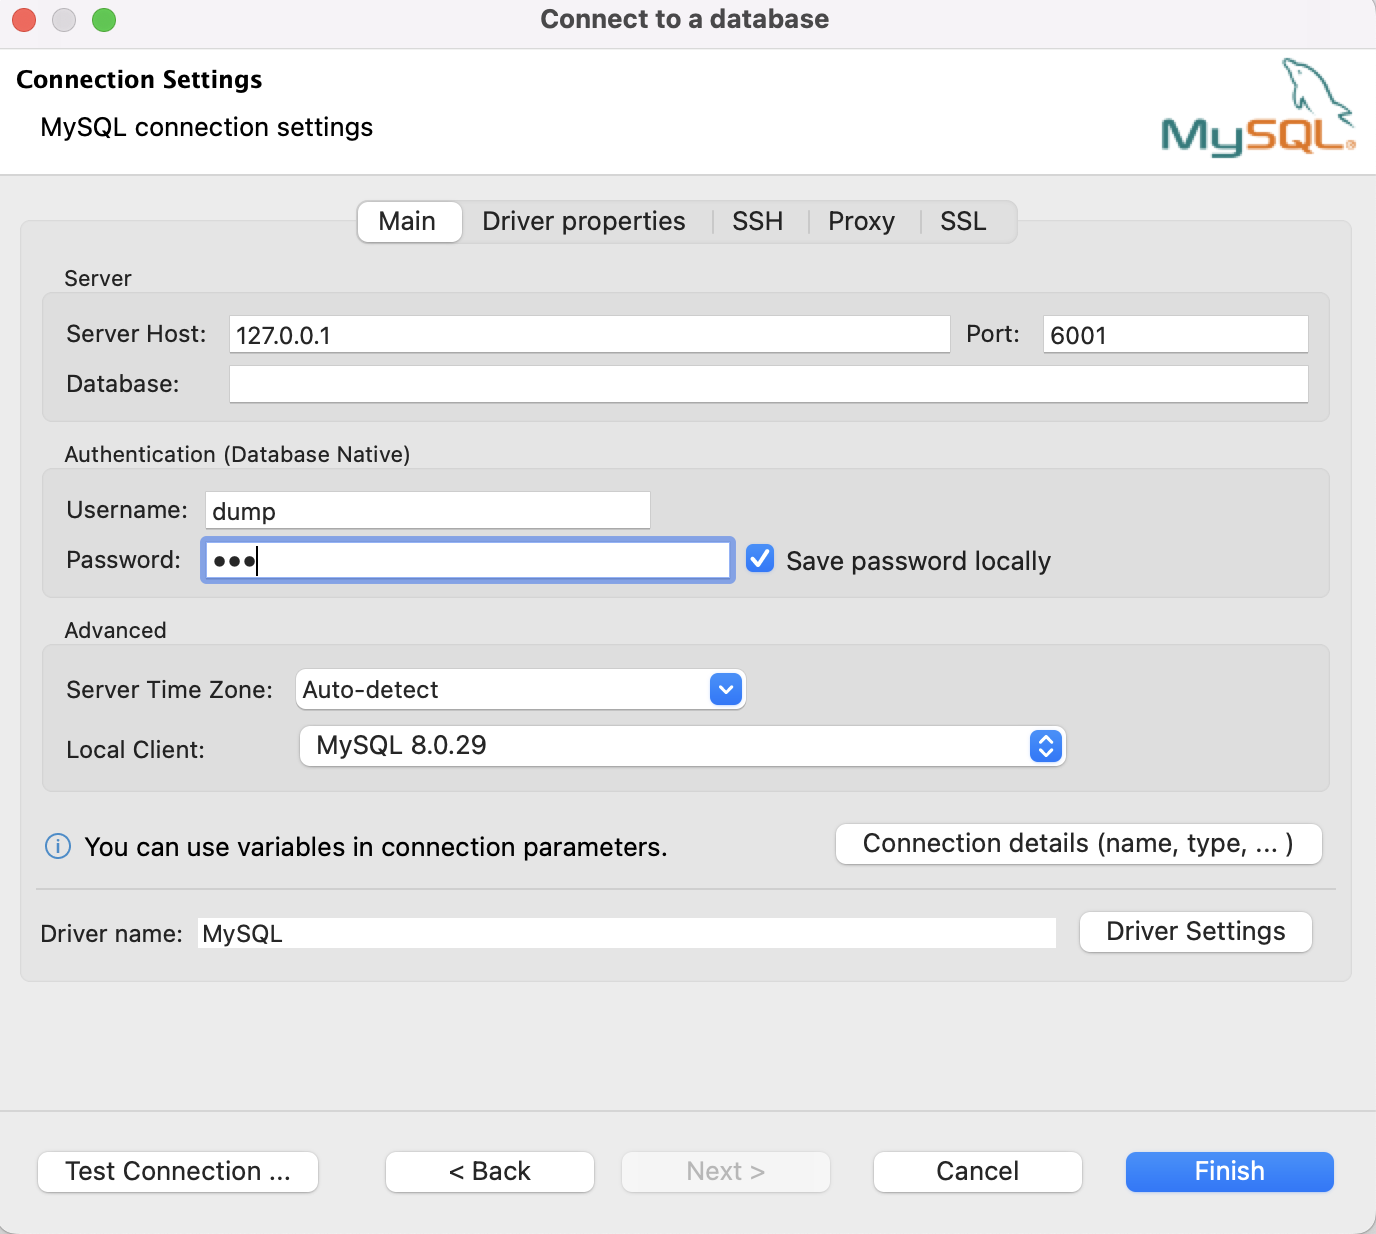 Connect to a database
Connection Settings
MySQL connection settings
MySQL®
Main Driver properties SSH Proxy SSL
Server
Server Host: 127.0.0.1 Port: 6001
Database:
Authentication (Database Native)
Username: dump
Password: •••
Save password locally
Advanced
Server Time Zone: Auto-detect
Local Client: MySQL 8.0.29
You can use variables in connection parameters.
Connection details (name, type, ... )
Driver name: MySQL
Driver Settings
Test Connection ... < Back Next > Cancel Finish